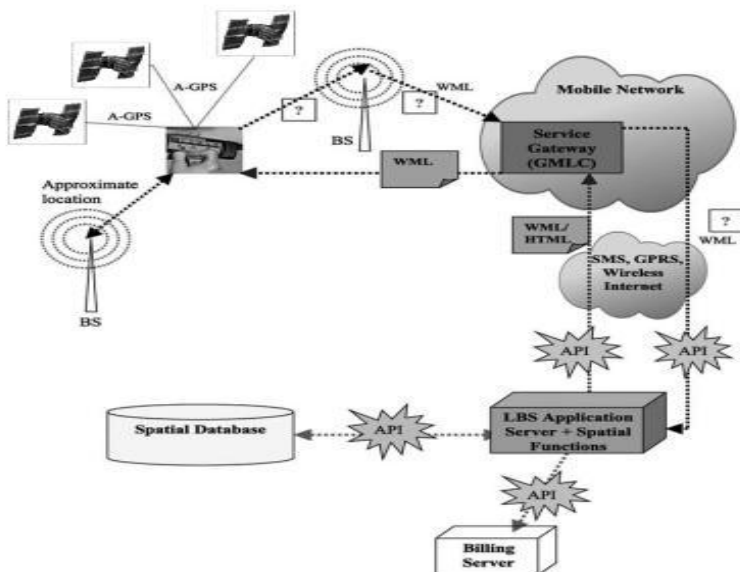 A-GPS
A-GPS
A-GPS
?
?
WML
BS
Mobile Network
Service
Gateway
(GMLC)
WML
Approximate
location
BS
WML/
HTML
?
WML
SMS, GPRS,
Wireless
Internet
API
API
Spatial Database
API
LBS Application
Server + Spatial
Functions
API
Billing
Server